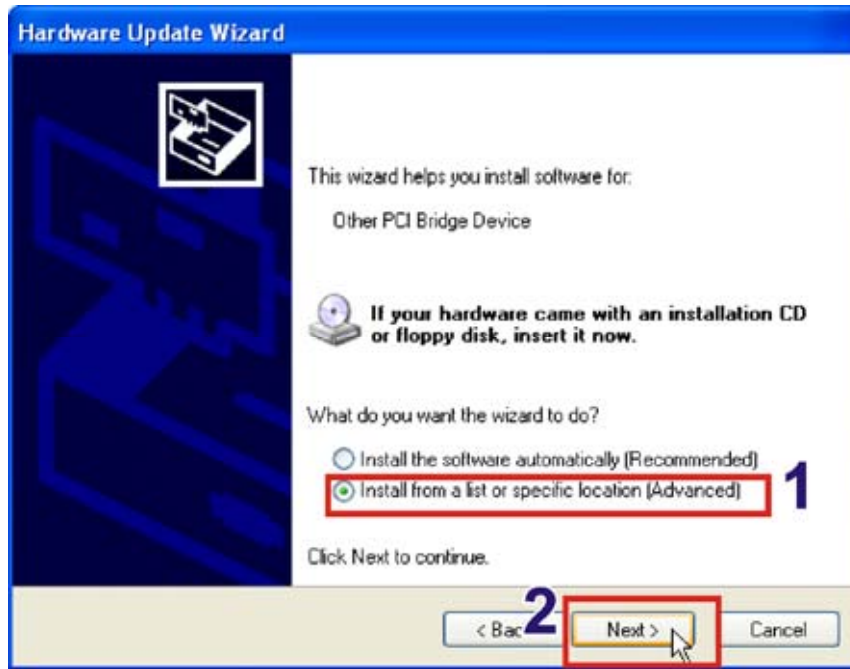 Hardware Update Wizard
This wizard helps you install software for:
Other PCI Bridge Device
If your hardware came with an installation CD
or floppy disk, insert it now.
What do you want the wizard to do?
Install the software automatically (Recommended)
Install from a list or specific location (Advanced)
1
Click Next to continue.
2
< Bac
Next >
Cancel